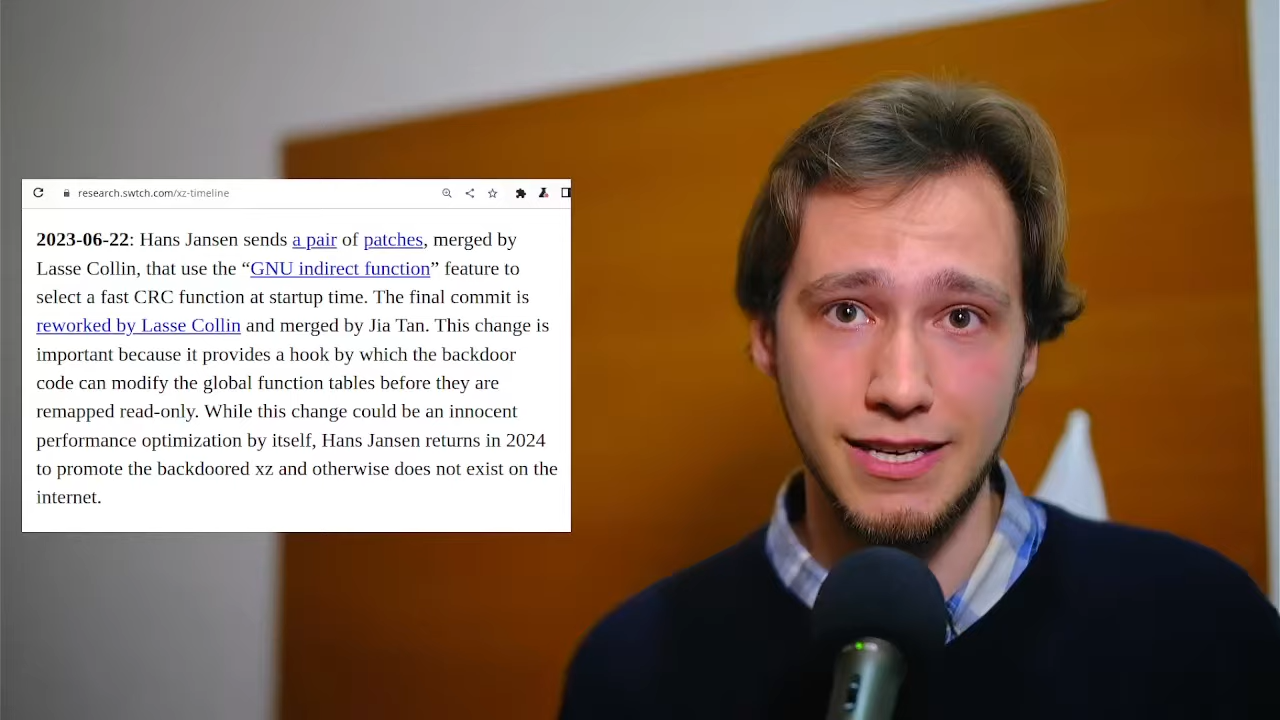 research.swtch.com/xz-timeline
2023-06-22: Hans Jansen sends a pair of patches, merged by
Lasse Collin, that use the “GNU indirect function” feature to
select a fast CRC function at startup time. The final commit is
reworked by Lasse Collin and merged by Jia Tan. This change is
important because it provides a hook by which the backdoor
code can modify the global function tables before they are
remapped read-only. While this change could be an innocent
performance optimization by itself, Hans Jansen returns in 2024
to promote the backdoored xz and otherwise does not exist on the
internet.